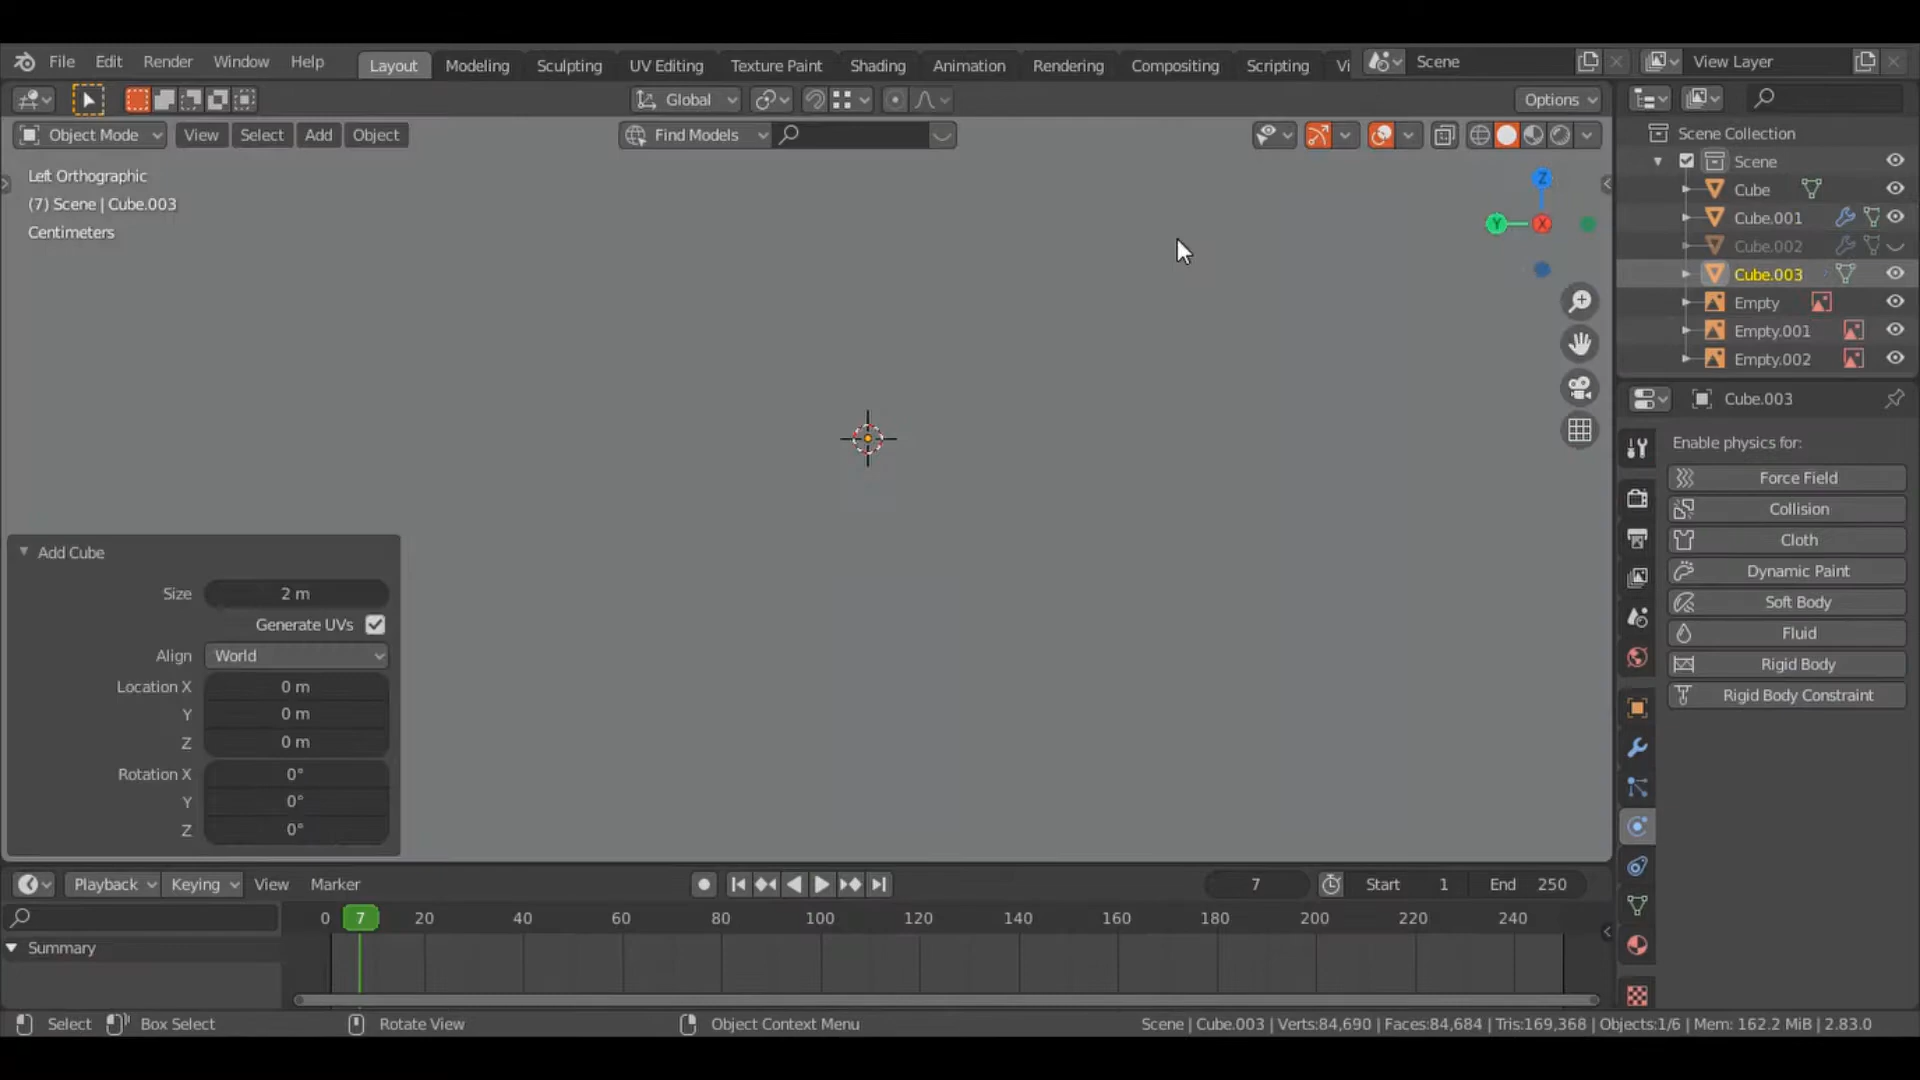 File Edit Render Window Help Layout Modeling Sculpting UV Editing Texture Paint Shading Animation Rendering Compositing Scripting Vi Scene View Layer
Global Options
Object Mode View Select Add Object Find Models
Left Orthographic
(7) Scene | Cube.003
Centimeters
Z
Y
X
Scene Collection
Scene
Cube
Cube.001
Cube.002
Cube.003
Empty
Empty.001
Empty.002
Cube.003
Enable physics for:
Force Field
Collision
Cloth
Dynamic Paint
Soft Body
Fluid
Rigid Body
Rigid Body Constraint
Add Cube
Size 2 m
Generate UVs
Align World
Location X 0 m
Y 0 m
Z 0 m
Rotation X 0°
Y 0°
Z 0°
Playback Keying View Marker 7 Start 1 End 250
0 7 20 40 60 80 100 120 140 160 180 200 220 240
Summary
Select Box Select Rotate View Object Context Menu Scene | Cube.003 | Verts:84,690 | Faces:84,684 | Tris:169,368 | Objects:1/6 | Mem: 162.2 MiB | 2.83.0